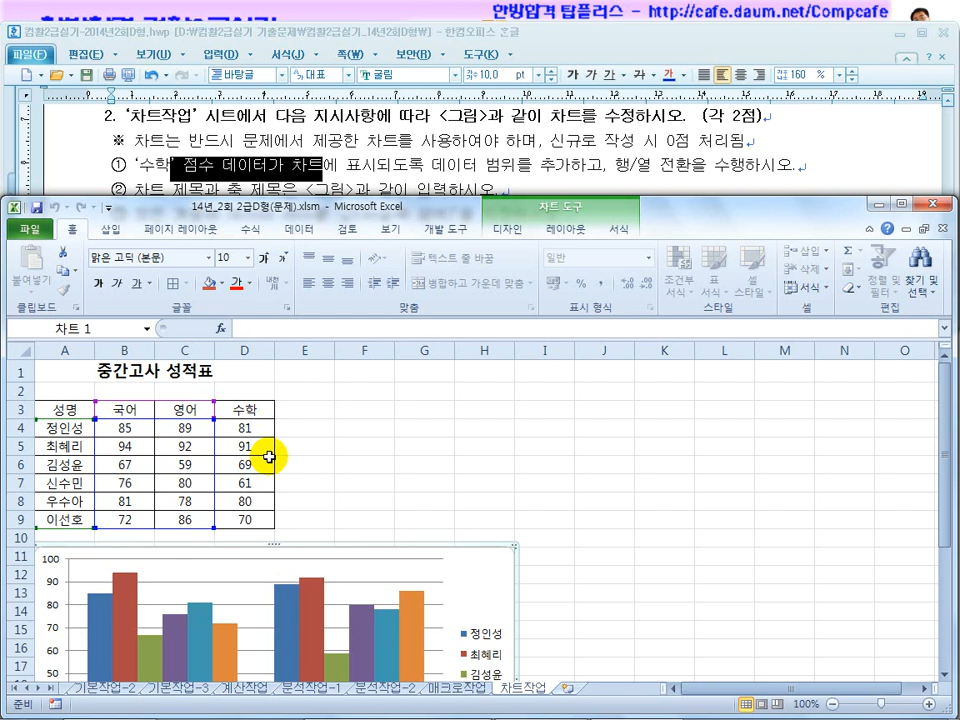 한방합격 탑플러스 - http://cafe.daum.net/Compcafe
컴활2급실기-2014년2회D형.hwp [D:\컴활2급실기 기출문제\컴활2급실기_14년2회D형\] - 한컴오피스 한글
파일(F) 편집(E) 보기(U) 입력(D) 서식(J) 쪽(W) 보안(R) 검토(H) 도구(K)
바탕글 대표 굴림 10,0 pt 가 가 가 가 가 160 %
2. ‘차트작업’ 시트에서 다음 지시사항에 따라 <그림>과 같이 차트를 수정하시오. (각 2점)
※ 차트는 반드시 문제에서 제공한 차트를 사용하여야 하며, 신규로 작성 시 0점 처리됨
① ‘수학’ 점수 데이터가 차트에 표시되도록 데이터 범위를 추가하고, 행/열 전환을 수행하시오.
② 차트 제목과 축 제목은 <그림>과 같이 입력하시오.
14년_2회 2급D형(문제).xlsm - Microsoft Excel 차트 도구
파일 홈 삽입 페이지 레이아웃 수식 데이터 검토 보기 개발 도구 디자인 레이아웃 서식
맑은 고딕 (본문) 10 텍스트 줄 바꿈 일반 삽입
붙여넣기 병합하고 가운데 맞춤 조건부 서식 표 서식 셀 스타일 삭제 서식 정렬 및 필터 찾기 및 선택
클립보드 글꼴 맞춤 표시 형식 스타일 셀 편집
차트 1 fx
A B C D E F G H I J K L M N O
1 중간고사 성적표
2
3 성명 국어 영어 수학
4 정인성 85 89 81
5 최혜리 94 92 91
6 김성윤 67 59 69
7 신수민 76 80 61
8 우수아 81 78 80
9 이선호 72 86 70
10
11 100
12 90
13 80
14 70
15 60 정인성
16 최혜리
17 50 김성윤
기본작업-2 기본작업-3 계산작업 분석작업-1 분석작업-2 매크로작업 차트작업
준비 100%